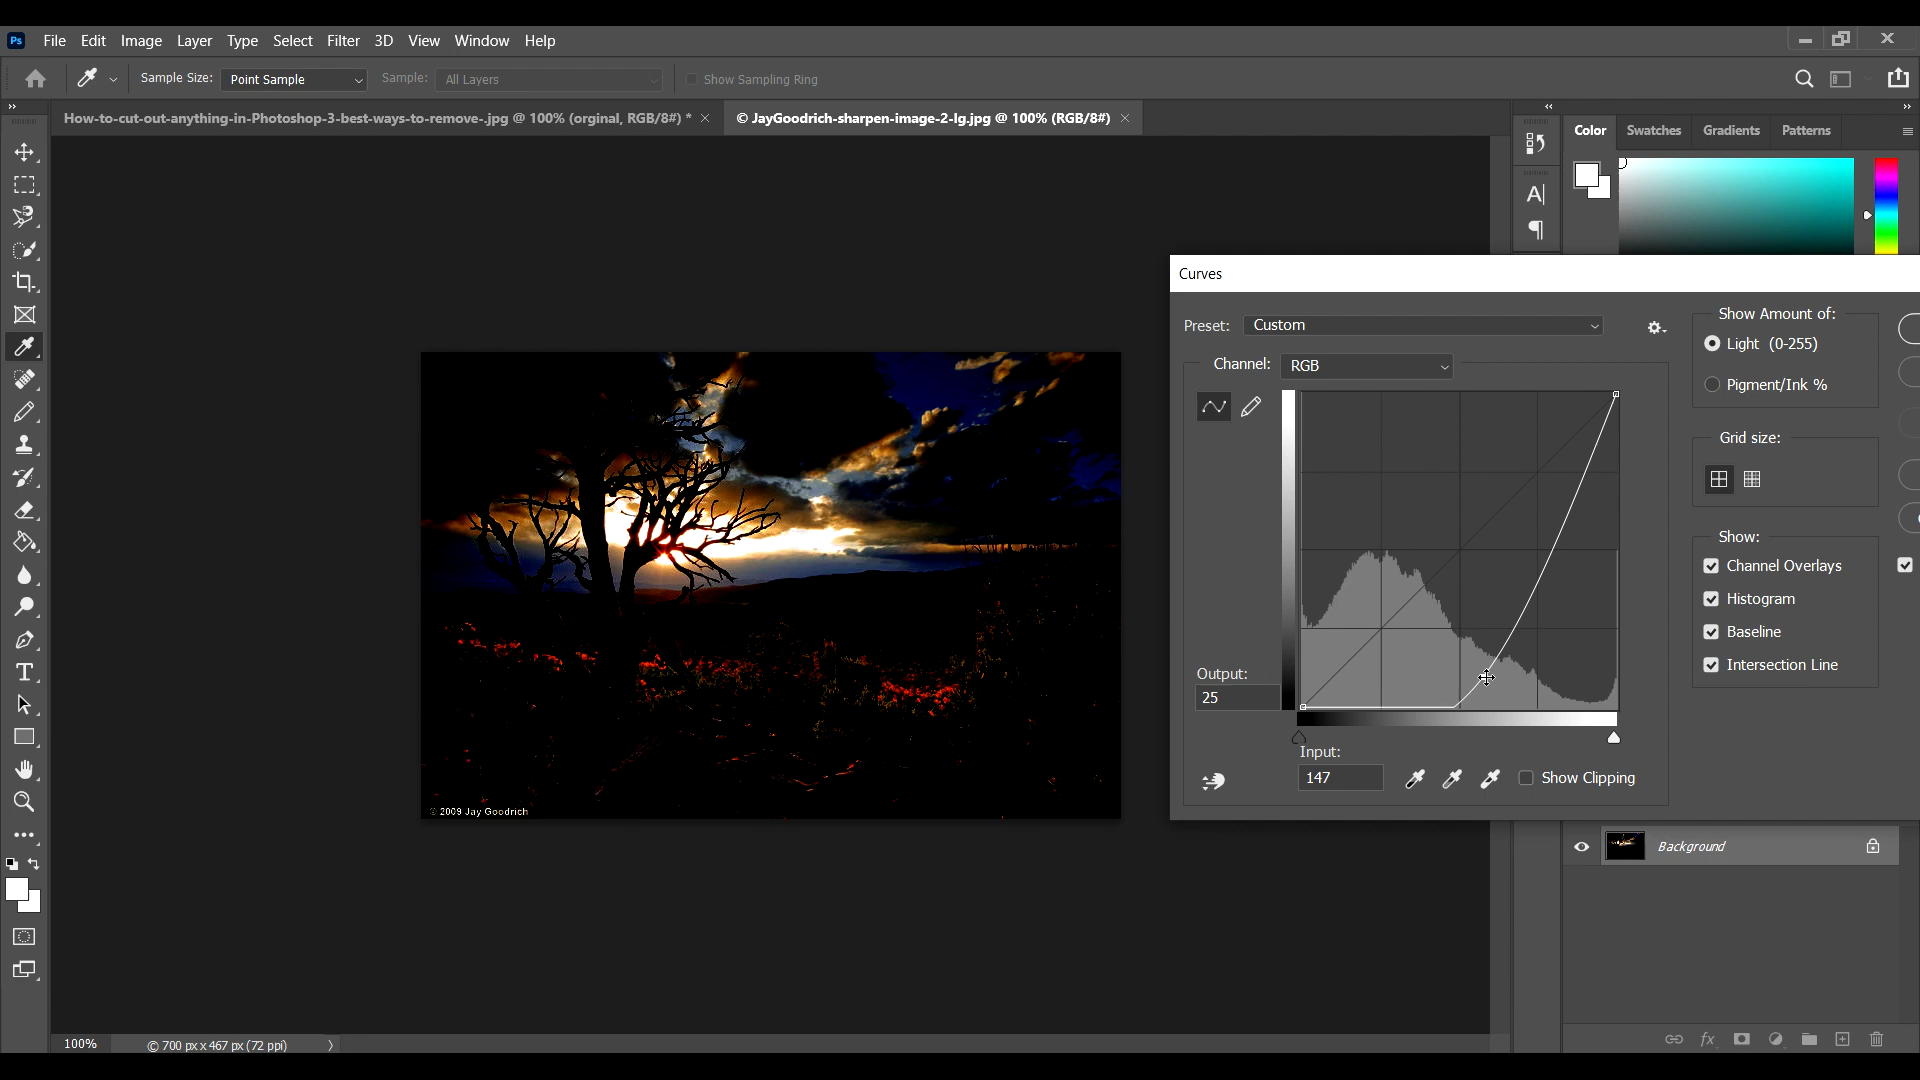 Ps File Edit Image Layer Type Select Filter 3D View Window Help
Sample Size: Point Sample Sample: All Layers Show Sampling Ring
How-to-cut-out-anything-in-Photoshop-3-best-ways-to-remove-.jpg @ 100% (orginal, RGB/8#) *
© JayGoodrich-sharpen-image-2-lg.jpg @ 100% (RGB/8#)
Color Swatches Gradients Patterns
Curves
Preset: Custom
Channel: RGB
Show Amount of:
Light (0-255)
Pigment/Ink %
Grid size:
Show:
Channel Overlays
Histogram
Baseline
Intersection Line
Output:
25
Input:
147
Show Clipping
© 2009 Jay Goodrich
Background
fx
100% © 700 px x 467 px (72 ppi)